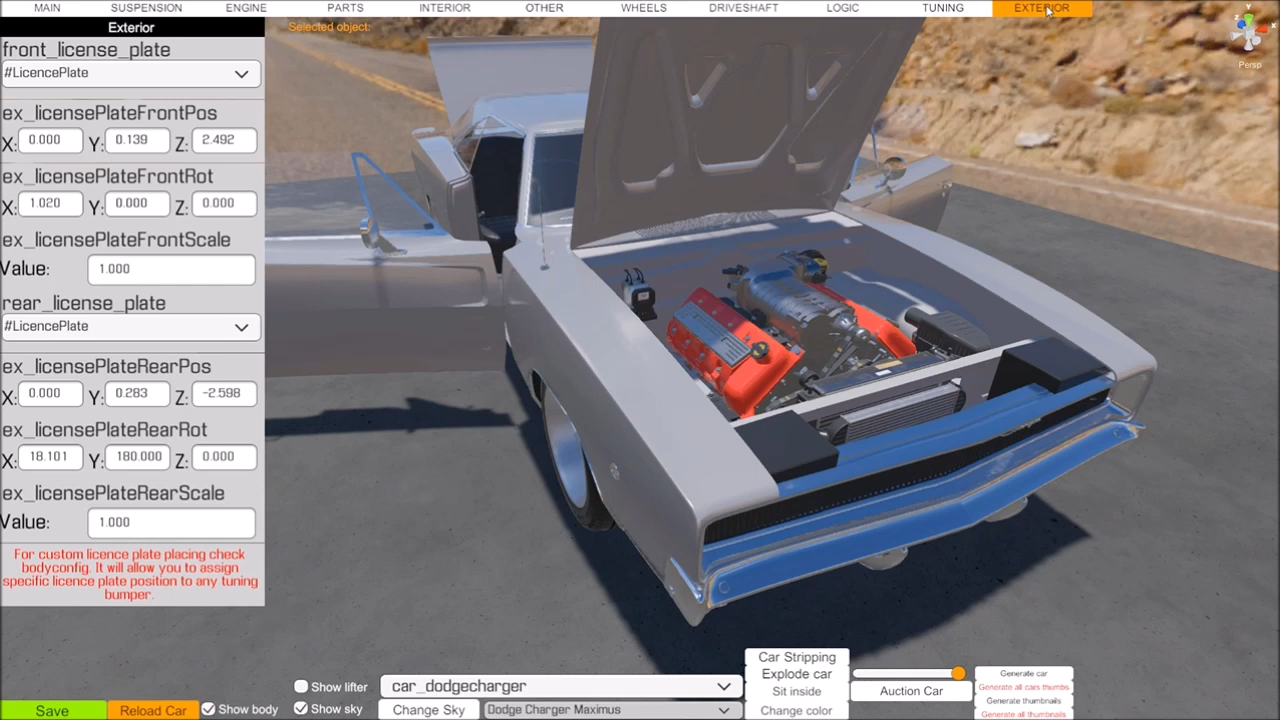 MAIN SUSPENSION ENGINE PARTS INTERIOR OTHER WHEELS DRIVESHAFT LOGIC TUNING EXTERIOR
Exterior
Selected object:
front_license_plate
#LicencePlate
Persp
ex_licensePlateFrontPos
X: 0.000 Y: 0.139 Z: 2.492
ex_licensePlateFrontRot
X: 1.020 Y: 0.000 Z: 0.000
ex_licensePlateFrontScale
Value: 1.000
rear_license_plate
#LicencePlate
ex_licensePlateRearPos
X: 0.000 Y: 0.283 Z: -2.598
ex_licensePlateRearRot
X: 18.101 Y: 180.000 Z: 0.000
ex_licensePlateRearScale
Value: 1.000
For custom licence plate placing check
bodyconfig. It will allow you to assign
specific licence plate position to any tuning
bumper.
Car Stripping
Explode car
Sit inside
Change color
Auction Car
Generate car
Generate all cars thumbs
Generate thumbnails
Generate all thumbnails
Show lifter
car_dodgecharger
Save
Reload Car
Show body
Show sky
Change Sky
Dodge Charger Maximus